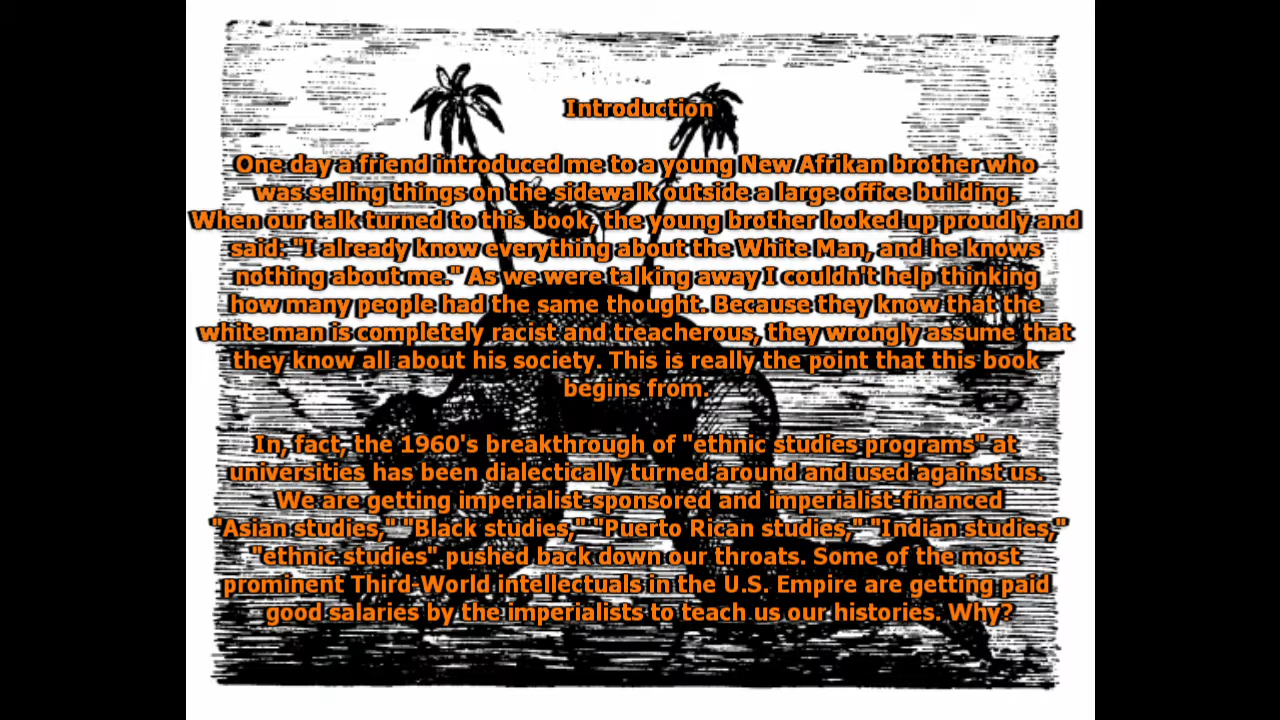 Introduction
One day a friend introduced me to a young New Afrikan brother who
was selling things on the sidewalk outside a large office building.
When our talk turned to this book, the young brother looked up proudly and
said: "I already know everything about the White Man, and he knows
nothing about me." As we were talking away I couldn't help thinking
how many people had the same thought. Because they know that the
white man is completely racist and treacherous, they wrongly assume that
they know all about his society. This is really the point that this book
begins from.
In, fact, the 1960's breakthrough of "ethnic studies programs" at
universities has been dialectically turned around and used against us.
We are getting imperialist-sponsored and imperialist-financed
"Asian studies," "Black studies," "Puerto Rican studies," "Indian studies,"
"ethnic studies" pushed back down our throats. Some of the most
prominent Third-World intellectuals in the U.S. Empire are getting paid
good salaries by the imperialists to teach us our histories. Why?